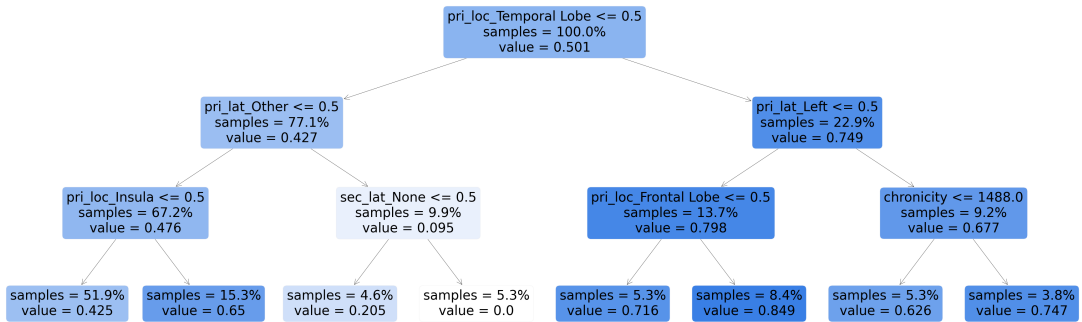 pri_loc_Temporal Lobe <= 0.5
samples = 100.0%
value = 0.501
pri_lat_Other <= 0.5
samples = 77.1%
value = 0.427
pri_lat_Left <= 0.5
samples = 22.9%
value = 0.749
pri_loc_Insula <= 0.5
samples = 67.2%
value = 0.476
sec_lat_None <= 0.5
samples = 9.9%
value = 0.095
pri_loc_Frontal Lobe <= 0.5
samples = 13.7%
value = 0.798
chronicity <= 1488.0
samples = 9.2%
value = 0.677
samples = 51.9%
value = 0.425
samples = 15.3%
value = 0.65
samples = 4.6%
value = 0.205
samples = 5.3%
value = 0.0
samples = 5.3%
value = 0.716
samples = 8.4%
value = 0.849
samples = 5.3%
value = 0.626
samples = 3.8%
value = 0.747